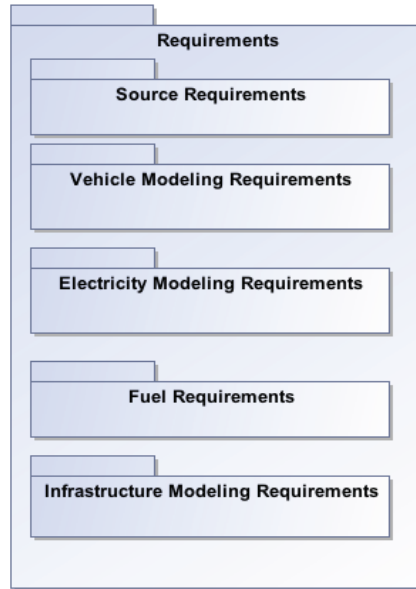 Requirements
Source Requirements
Vehicle Modeling Requirements
Electricity Modeling Requirements
Fuel Requirements
Infrastructure Modeling Requirements